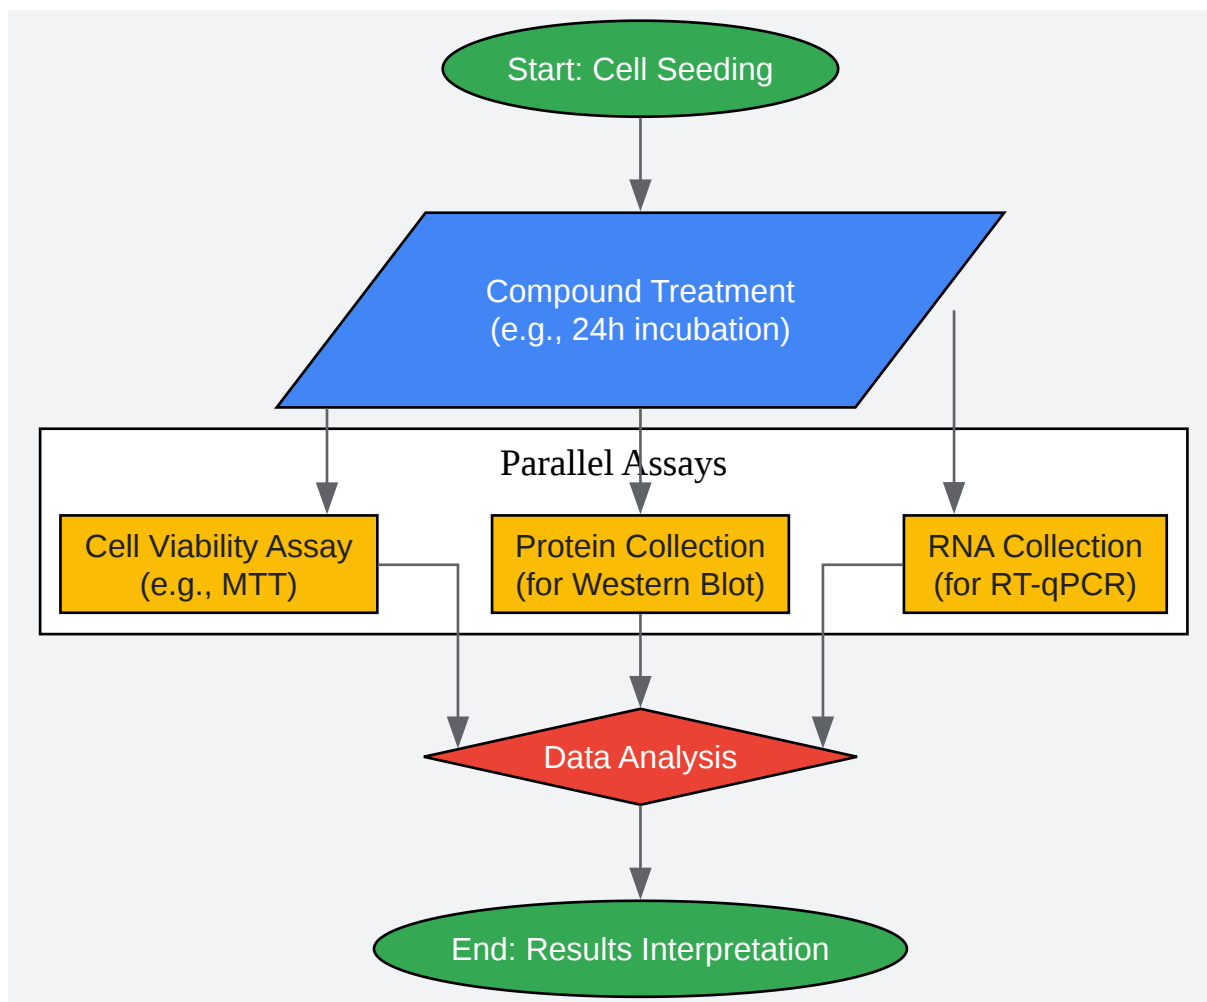 Start: Cell Seeding
Compound Treatment
(e.g., 24h incubation)
Parallel Assays
Cell Viability Assay
(e.g., MTT)
Protein Collection
(for Western Blot)
RNA Collection
(for RT-qPCR)
Data Analysis
End: Results Interpretation